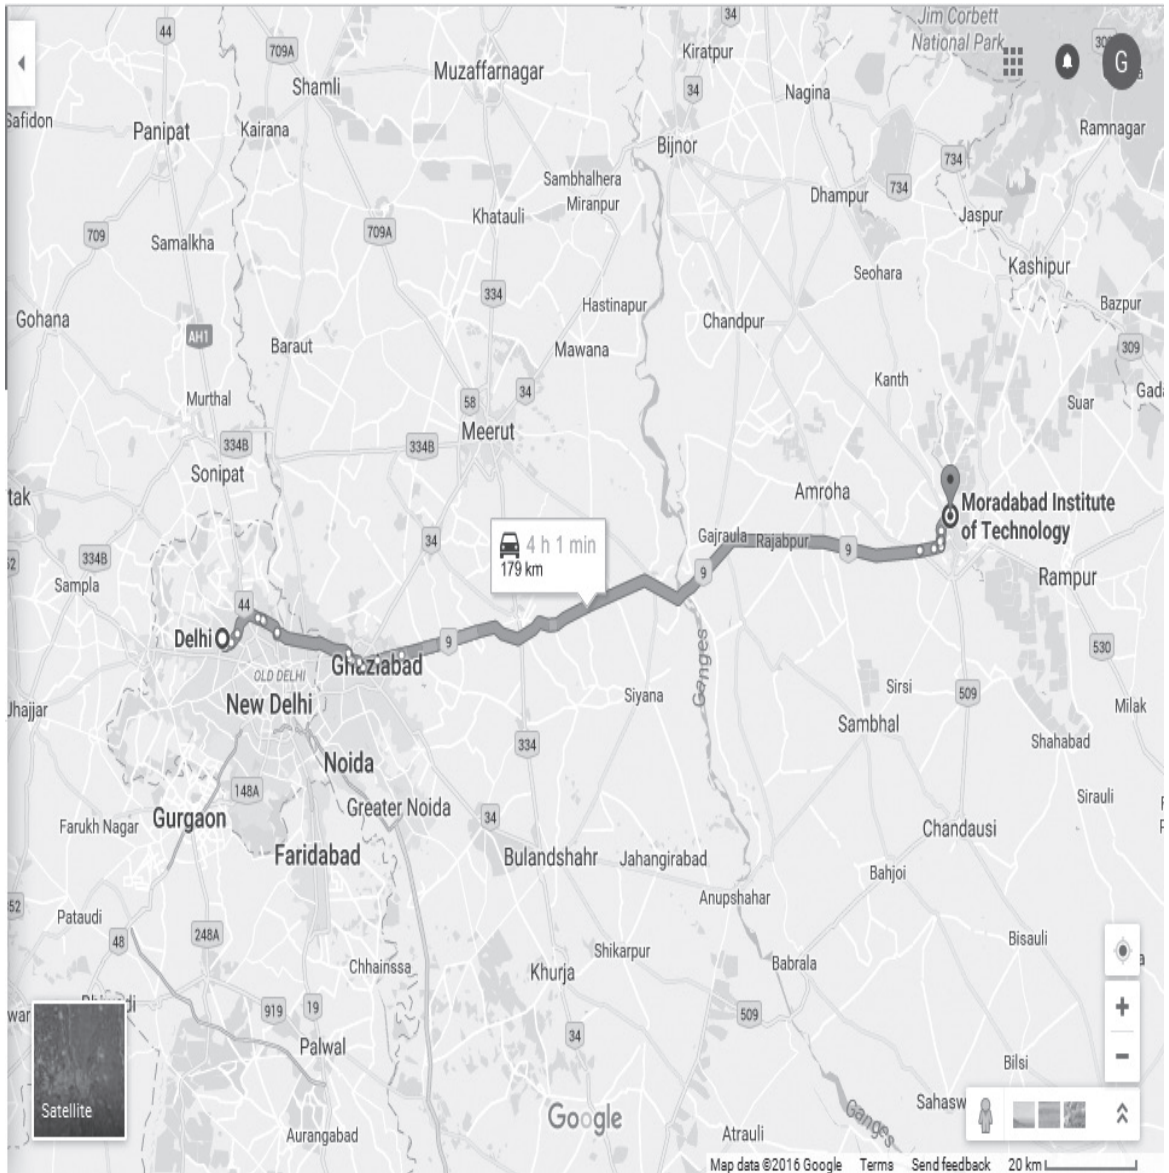 34
Jim Corbett
National Park
44
709A
Kiratpur
G
Muzaffarnagar
Shamli
34
Nagina
Safidon
Panipat
Kairana
Ramnagar
Bijnor
734
Sambhalhera
Dhampur
734
Miranpur
Khatauli
Jaspur
709
709A
Samalkha
Kashipur
Seohara
334
Hastinapur
Bazpur
Gohana
Chandpur
AH1
Baraut
Mawana
309
Kanth
34
Murthal
58
Suar
Meerut
334B
334B
Sonipat
Amroha
Moradabad Institute
of Technology
34
4 h 1 min
179 km
Gajraula
Rajabpur
9
334B
9
Sampla
Rampur
44
Delhi
9
530
Ghaziabad
OLD DELHI
Ganges
Siyana
Sirsi
509
New Delhi
Milak
Jhajjar
Sambhal
334
Shahabad
Noida
148A
Sirauli
Greater Noida
Gurgaon
34
Farukh Nagar
Chandausi
Faridabad
Bulandshahr
Jahangirabad
Bahjoi
Anupshahar
Pataudi
48
248A
Bisauli
Shikarpur
Chhainssa
Khurja
Babrala
919
19
509
34
Palwal
Bilsi
Satellite
Google
Ganges
Aurangabad
Atrauli
Map data ©2016 Google Terms Send feedback 20 km